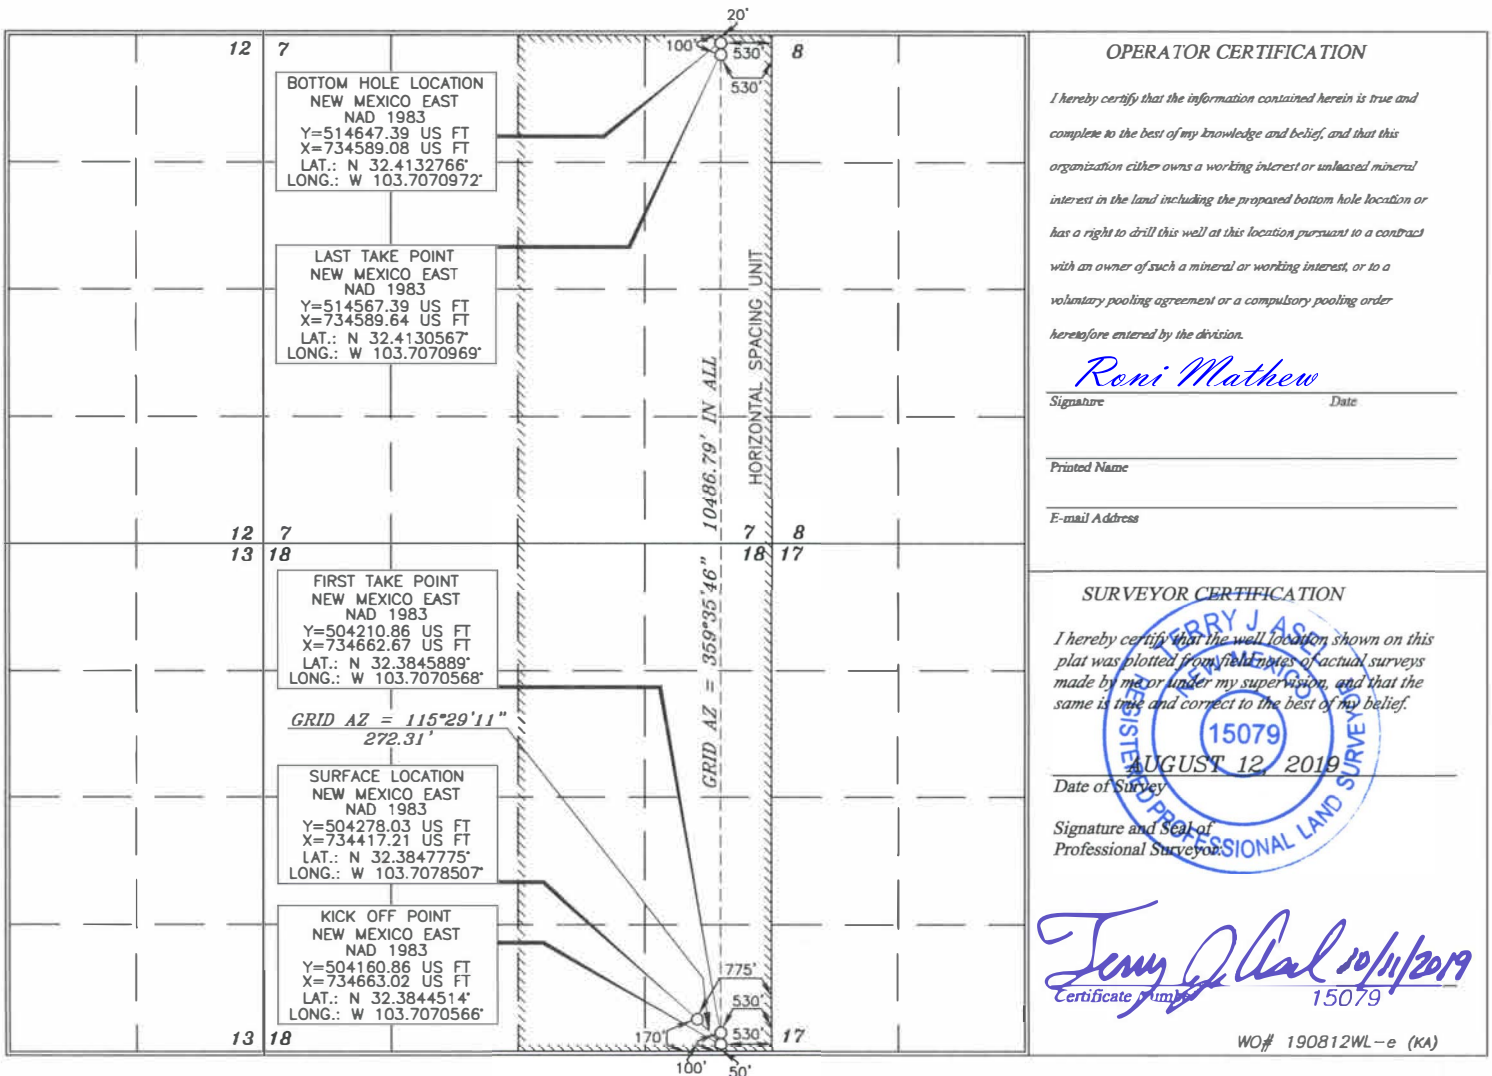 20'
12 7
100'
530'
8
530'
BOTTOM HOLE LOCATION
NEW MEXICO EAST
NAD 1983
Y=514647.39 US FT
X=734589.08 US FT
LAT.: N 32.4132766°
LONG.: W 103.7070972°
LAST TAKE POINT
NEW MEXICO EAST
NAD 1983
Y=514567.39 US FT
X=734589.64 US FT
LAT.: N 32.4130567°
LONG.: W 103.7070969°
HORIZONTAL SPACING UNIT
10486.79' IN ALL
GRID AZ = 359°35'46"
12 7
7 8
13 18
18 17
FIRST TAKE POINT
NEW MEXICO EAST
NAD 1983
Y=504210.86 US FT
X=734662.67 US FT
LAT.: N 32.3845889°
LONG.: W 103.7070568°
GRID AZ = 115°29'11"
272.31'
SURFACE LOCATION
NEW MEXICO EAST
NAD 1983
Y=504278.03 US FT
X=734417.21 US FT
LAT.: N 32.3847775°
LONG.: W 103.7078507°
KICK OFF POINT
NEW MEXICO EAST
NAD 1983
Y=504160.86 US FT
X=734663.02 US FT
LAT.: N 32.3844514°
LONG.: W 103.7070566°
775'
530'
530'
170'
100'
50'
13 18
17
OPERATOR CERTIFICATION
I hereby certify that the information contained herein is true and
complete to the best of my knowledge and belief, and that this
organization either owns a working interest or unleased mineral
interest in the land including the proposed bottom hole location or
has a right to drill this well at this location pursuant to a contract
with an owner of such a mineral or working interest, or to a
voluntary pooling agreement or a compulsory pooling order
heretofore entered by the division.
Roni Mathew
Signature Date
Printed Name
E-mail Address
SURVEYOR CERTIFICATION
I hereby certify that the well location shown on this
plat was plotted from field notes of actual surveys
made by me or under my supervision, and that the
same is true and correct to the best of my belief.
TERRY J ASEL
NEW MEXICO
15079
REGISTERED PROFESSIONAL LAND SURVEYOR
AUGUST 12, 2019
Date of Survey
Signature and Seal of
Professional Surveyor:
Terry J Asel 10/11/2019
Certificate Number 15079
WO# 190812WL-e (KA)